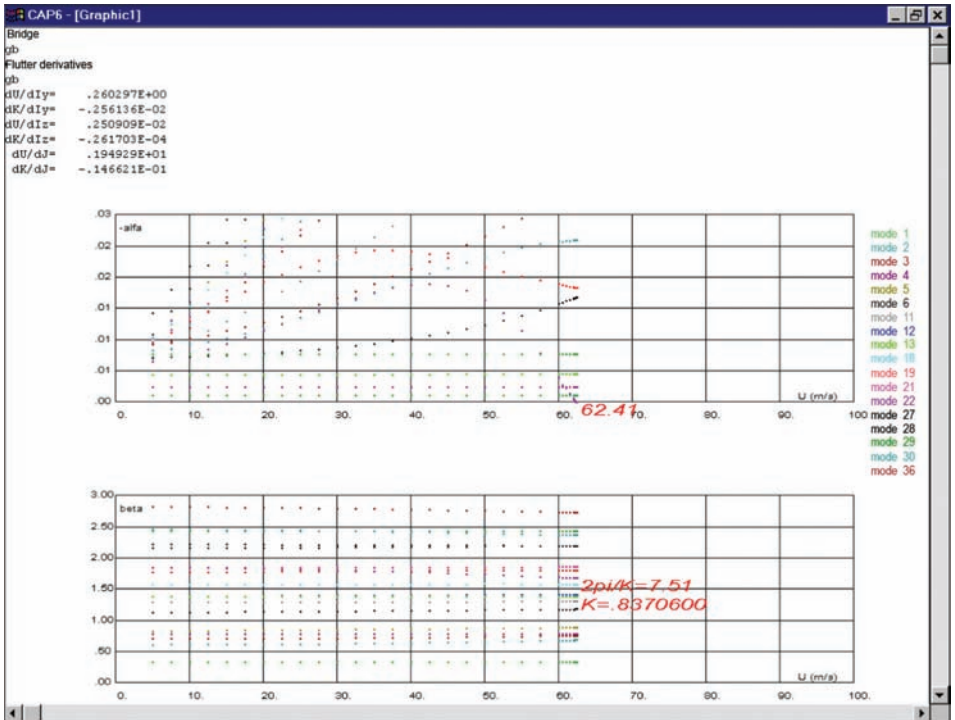 CAP6 - [Graphic1]
Bridge
gb
Flutter derivatives
gb
dU/dIy= .260297E+00
dK/dIy= -.256136E-02
dU/dIz= .250909E-02
dK/dIz= -.261703E-04
dU/dJ= .194929E+01
dK/dJ= -.146621E-01
.03
-alfa
.02
.02
.01
.01
.01
.00
U (m/s)
0. 10. 20. 30. 40. 50. 60. 70. 80. 90. 100.
62.41
mode 1
mode 2
mode 3
mode 4
mode 5
mode 6
mode 11
mode 12
mode 13
mode 18
mode 19
mode 21
mode 22
mode 27
mode 28
mode 29
mode 30
mode 36
3.00
beta
2.50
2.00
1.50
2pi/K=7.51
K=.8370600
1.00
.50
.00
U (m/s)
0. 10. 20. 30. 40. 50. 60. 70. 80. 90. 100.